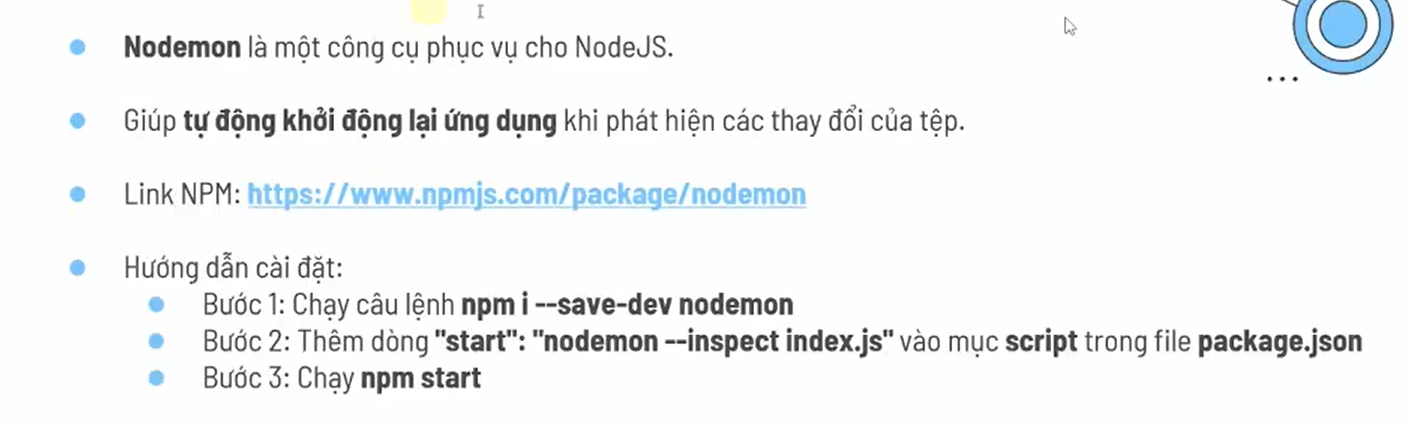 Nodemon là một công cụ phục vụ cho NodeJS.
Giúp tự động khởi động lại ứng dụng khi phát hiện các thay đổi của tệp.
Link NPM: https://www.npmjs.com/package/nodemon
Hướng dẫn cài đặt:
Bước 1: Chạy câu lệnh npm i --save-dev nodemon
Bước 2: Thêm dòng "start": "nodemon --inspect index.js" vào mục script trong file package.json
Bước 3: Chạy npm start